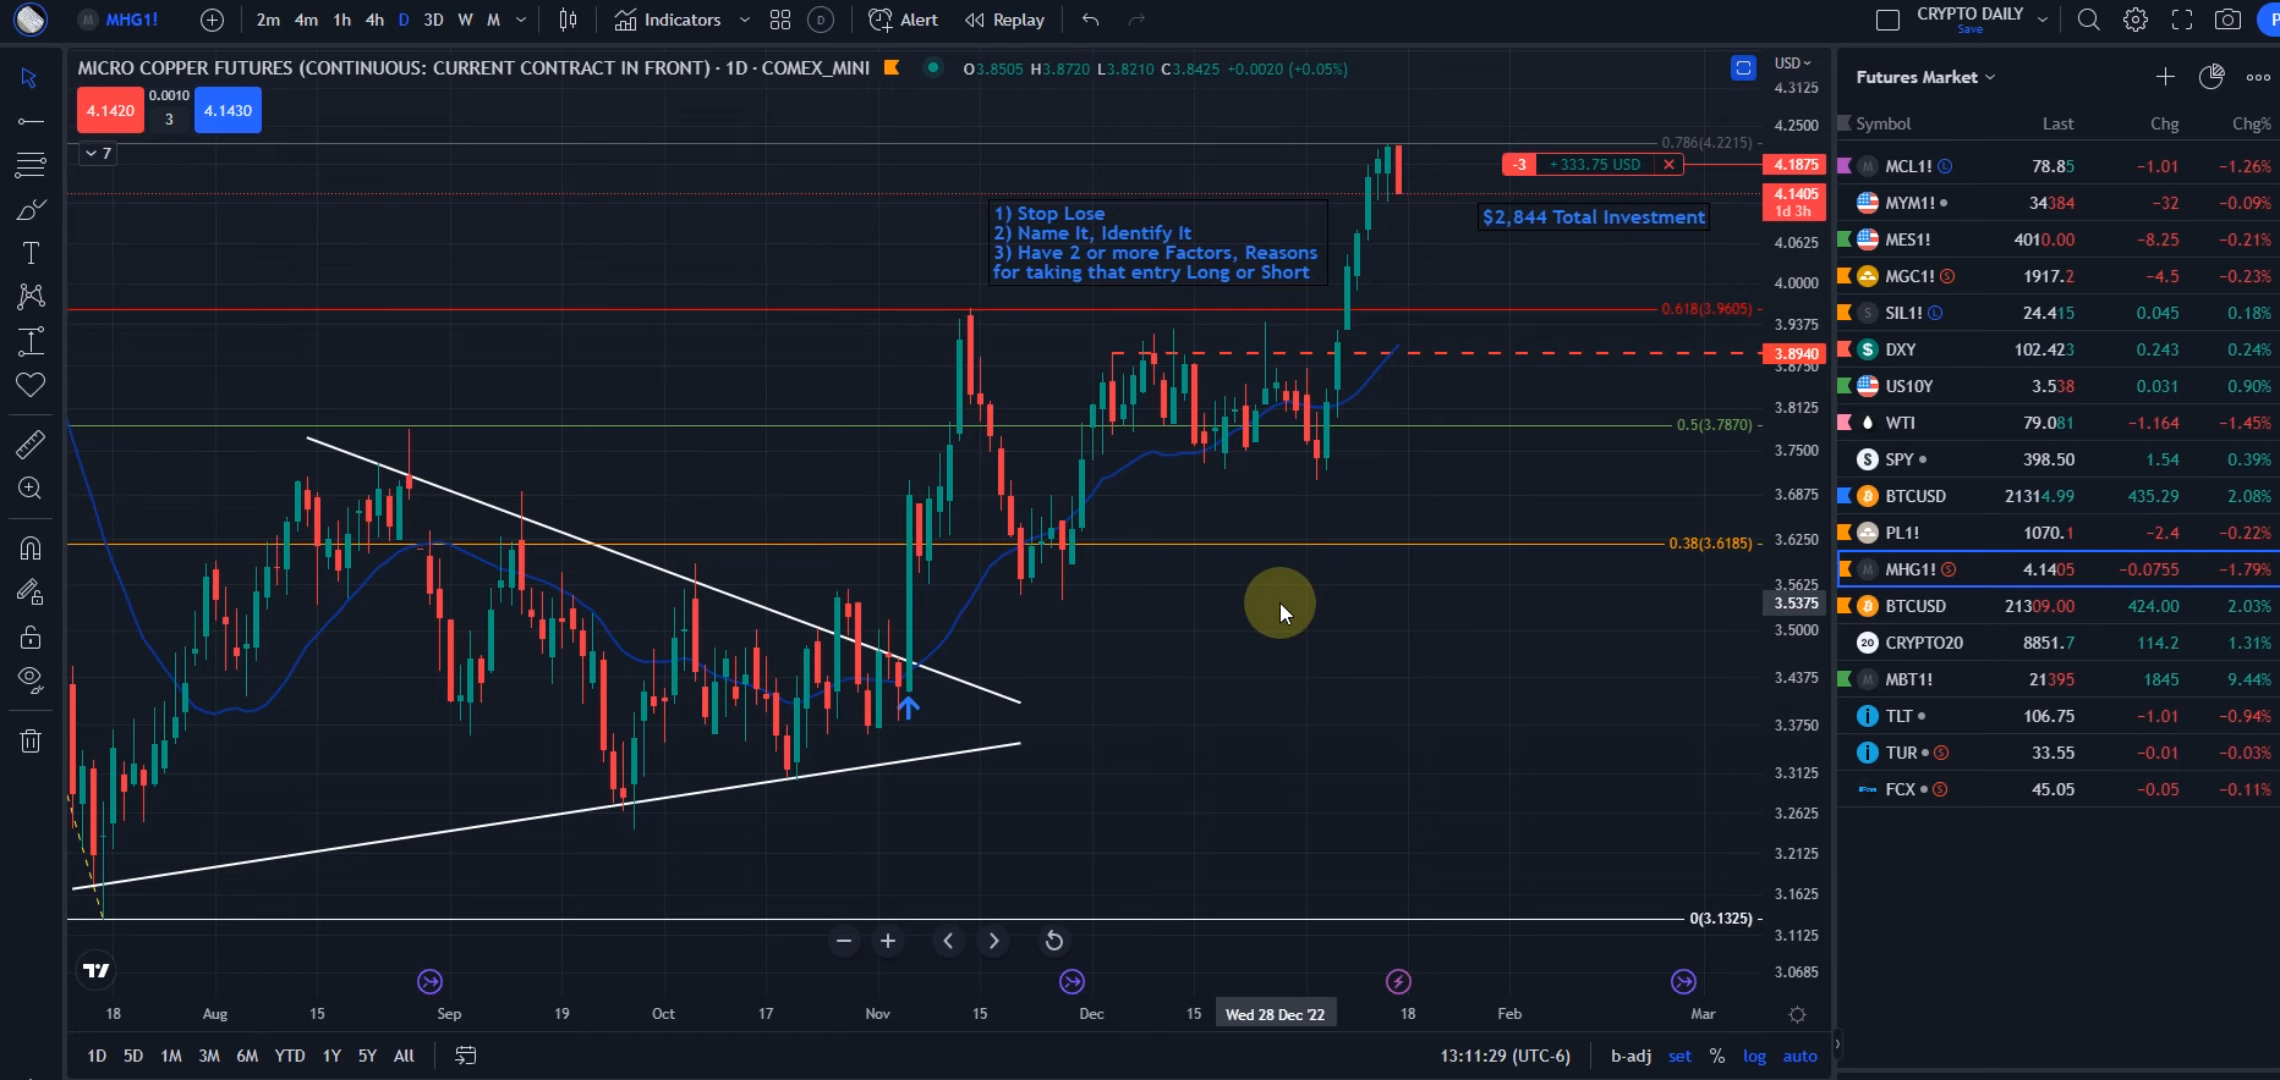 MHG1!
2m 4m 1h 4h D 3D W M
Indicators
D
Alert
Replay
CRYPTO DAILY
Save
MICRO COPPER FUTURES (CONTINUOUS: CURRENT CONTRACT IN FRONT) · 1D · COMEX_MINI
O3.8505 H3.8720 L3.8210 C3.8425 +0.0020 (+0.05%)
4.1420
0.0010
3
4.1430
7
1) Stop Lose
2) Name It, Identify It
3) Have 2 or more Factors, Reasons
for taking that entry Long or Short
-3 +333.75 USD
$2,844 Total Investment
0.786(4.2215)
0.618(3.9605)
0.5(3.7870)
0.38(3.6185)
0(3.1325)
USD
4.3125
4.2500
4.1875
4.1405
1d 3h
4.0625
4.0000
3.9375
3.8940
3.8750
3.8125
3.7500
3.6875
3.6250
3.5625
3.5375
3.5000
3.4375
3.3750
3.3125
3.2625
3.2125
3.1625
3.1125
3.0685
18 Aug 15 Sep 19 Oct 17 Nov 15 Dec 15 Wed 28 Dec '22 18 Feb Mar
1D 5D 1M 3M 6M YTD 1Y 5Y All
13:11:29 (UTC-6) b-adj set % log auto
Futures Market
Symbol Last Chg Chg%
MCL1! 78.85 −1.01 −1.26%
MYM1! 34384 −32 −0.09%
MES1! 4010.00 −8.25 −0.21%
MGC1! 1917.2 −4.5 −0.23%
SIL1! 24.415 0.045 0.18%
DXY 102.423 0.243 0.24%
US10Y 3.538 0.031 0.90%
WTI 79.081 −1.164 −1.45%
SPY 398.50 1.54 0.39%
BTCUSD 21314.99 435.29 2.08%
PL1! 1070.1 −2.4 −0.22%
MHG1! 4.1405 −0.0755 −1.79%
BTCUSD 21309.00 424.00 2.03%
CRYPTO20 8851.7 114.2 1.31%
MBT1! 21395 1845 9.44%
TLT 106.75 −1.01 −0.94%
TUR 33.55 −0.01 −0.03%
FCX 45.05 −0.05 −0.11%